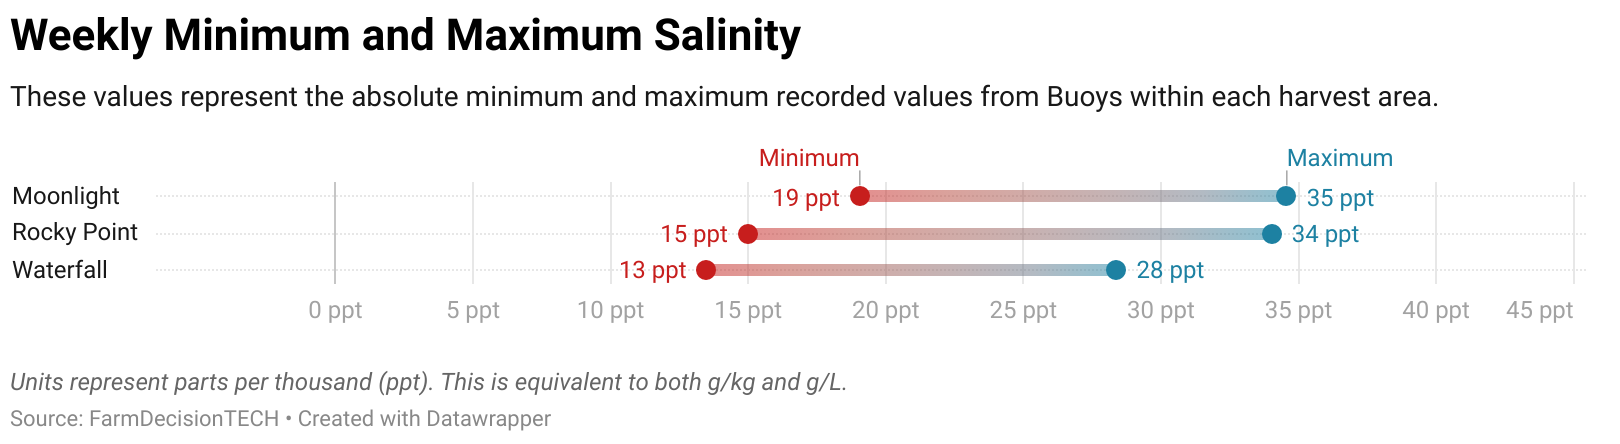 Weekly Minimum and Maximum Salinity
These values represent the absolute minimum and maximum recorded values from Buoys within each harvest area.
Minimum Maximum
Moonlight 19 ppt 35 ppt
Rocky Point 15 ppt 34 ppt
Waterfall 13 ppt 28 ppt
0 ppt 5 ppt 10 ppt 15 ppt 20 ppt 25 ppt 30 ppt 35 ppt 40 ppt 45 ppt
Units represent parts per thousand (ppt). This is equivalent to both g/kg and g/L.
Source: FarmDecisionTECH • Created with Datawrapper